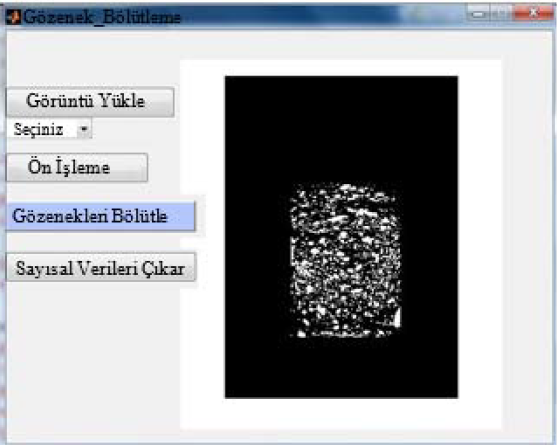 Gözenek_Bölütleme
Görüntü Yükle
Seçiniz
Ön İşleme
Gözenekleri Bölütle
Sayısal Verileri Çıkar